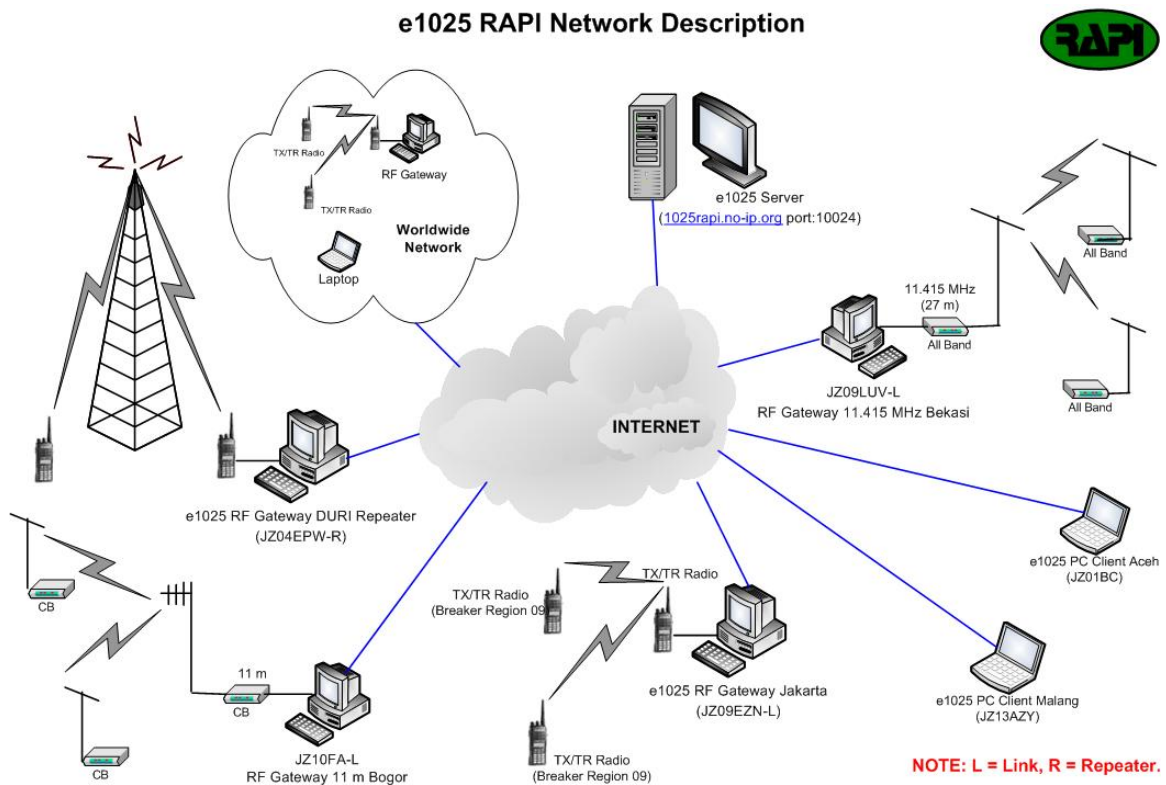 e1025 RAPI Network Description
RAPI
TX/TR Radio
RF Gateway
TX/TR Radio
Worldwide
Network
Laptop
e1025 Server
(1025rapi.no-ip.org port:10024)
All Band
11.415 MHz
(27 m)
All Band
All Band
JZ09LUV-L
RF Gateway 11.415 MHz Bekasi
INTERNET
e1025 RF Gateway DURI Repeater
(JZ04EPW-R)
e1025 PC Client Aceh
(JZ01BC)
CB
TX/TR Radio
TX/TR Radio
(Breaker Region 09)
11 m
CB
e1025 RF Gateway Jakarta
(JZ09EZN-L)
e1025 PC Client Malang
(JZ13AZY)
CB
JZ10FA-L
RF Gateway 11 m Bogor
TX/TR Radio
(Breaker Region 09)
NOTE: L = Link, R = Repeater.